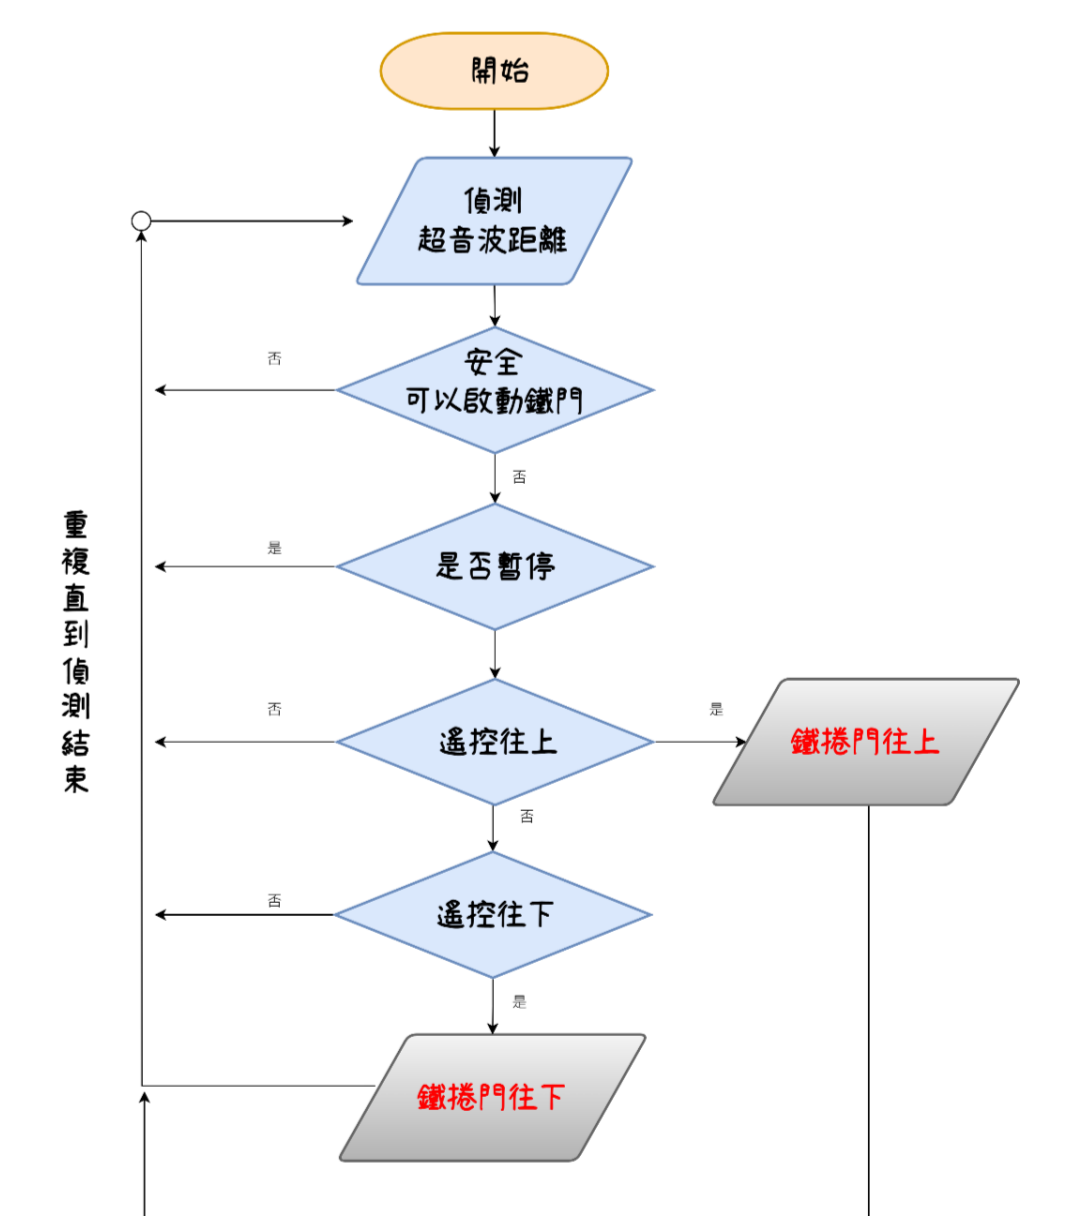 開始
偵測
超音波距離
否
安全
可以啟動鐵門
否
是
是否暫停
重
複
直
到
偵
測
結
束
否
遙控往上
是
鐵捲門往上
否
否
遙控往下
是
鐵捲門往下